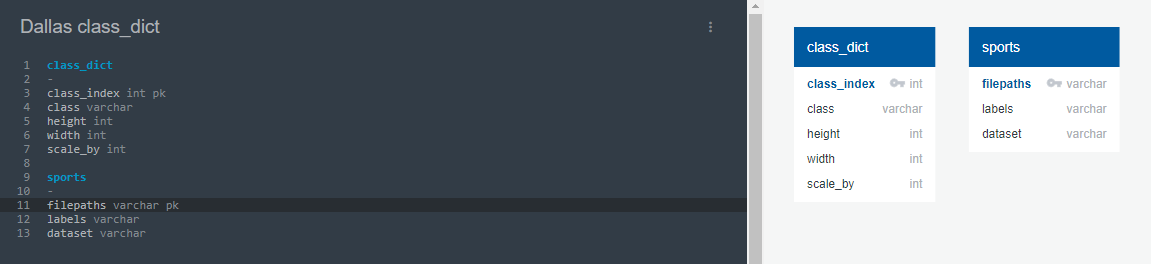 Dallas class_dict
1 class_dict
2 -
3 class_index int pk
4 class varchar
5 height int
6 width int
7 scale_by int
8
9 sports
10 -
11 filepaths varchar pk
12 labels varchar
13 dataset varchar
class_dict
class_index int
class varchar
height int
width int
scale_by int
sports
filepaths varchar
labels varchar
dataset varchar